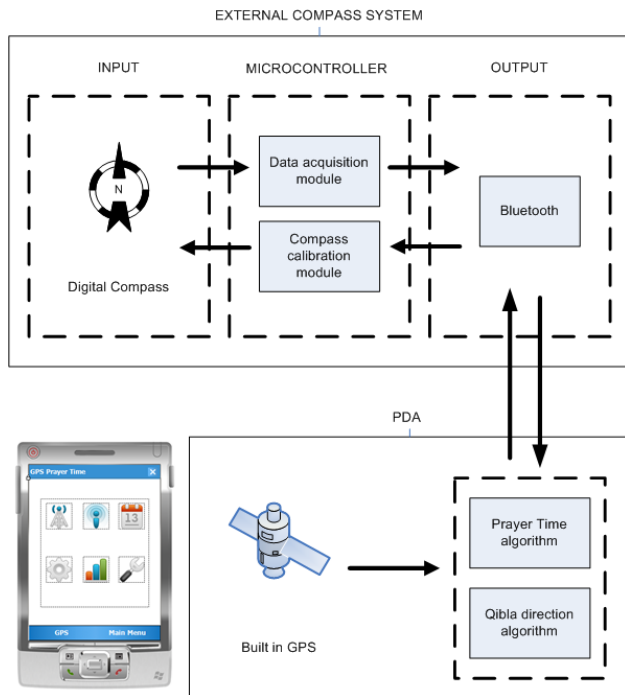 EXTERNAL COMPASS SYSTEM
INPUT
MICROCONTROLLER
OUTPUT
N
Digital Compass
Data acquisition
module
Compass
calibration
module
Bluetooth
PDA
GPS Prayer Time
13
GPS
Main Menu
Built in GPS
Prayer Time
algorithm
Qibla direction
algorithm